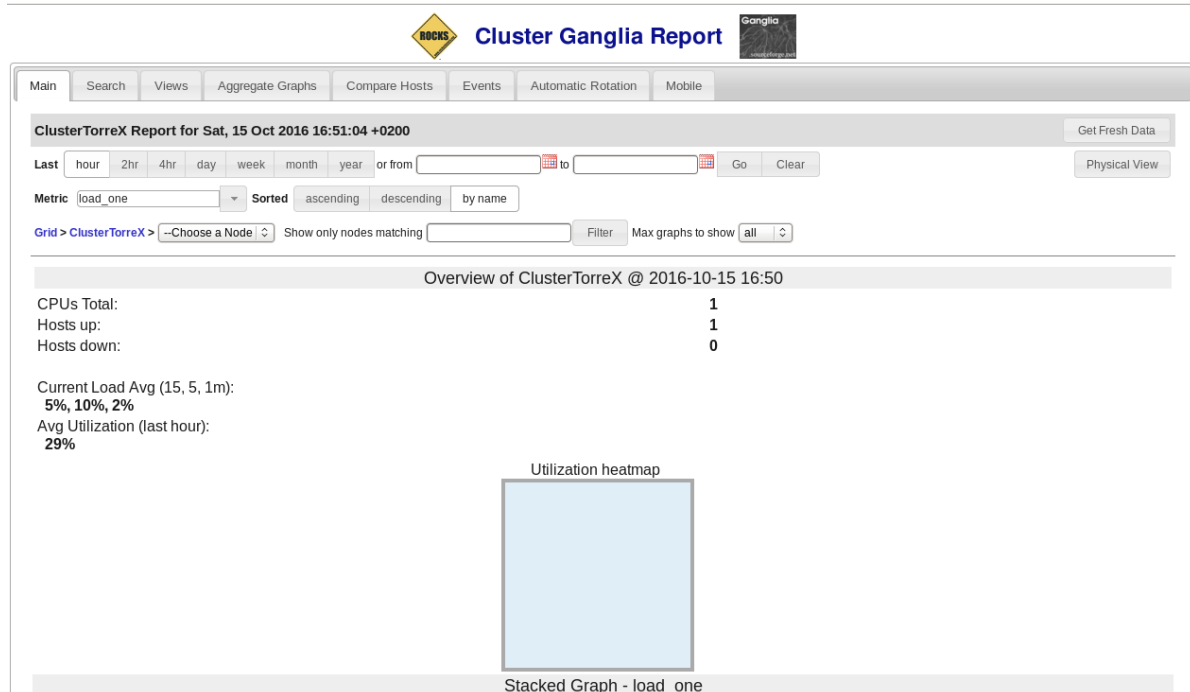 ROCKS Cluster Ganglia Report Ganglia
Main Search Views Aggregate Graphs Compare Hosts Events Automatic Rotation Mobile
ClusterTorreX Report for Sat, 15 Oct 2016 16:51:04 +0200 Get Fresh Data
Last hour 2hr 4hr day week month year or from to Go Clear Physical View
Metric load_one Sorted ascending descending by name
Grid > ClusterTorreX > --Choose a Node Show only nodes matching Filter Max graphs to show all
Overview of ClusterTorreX @ 2016-10-15 16:50
CPUs Total: 1
Hosts up: 1
Hosts down: 0
Current Load Avg (15, 5, 1m):
5%, 10%, 2%
Avg Utilization (last hour):
29%
Utilization heatmap
Stacked Graph - load_one